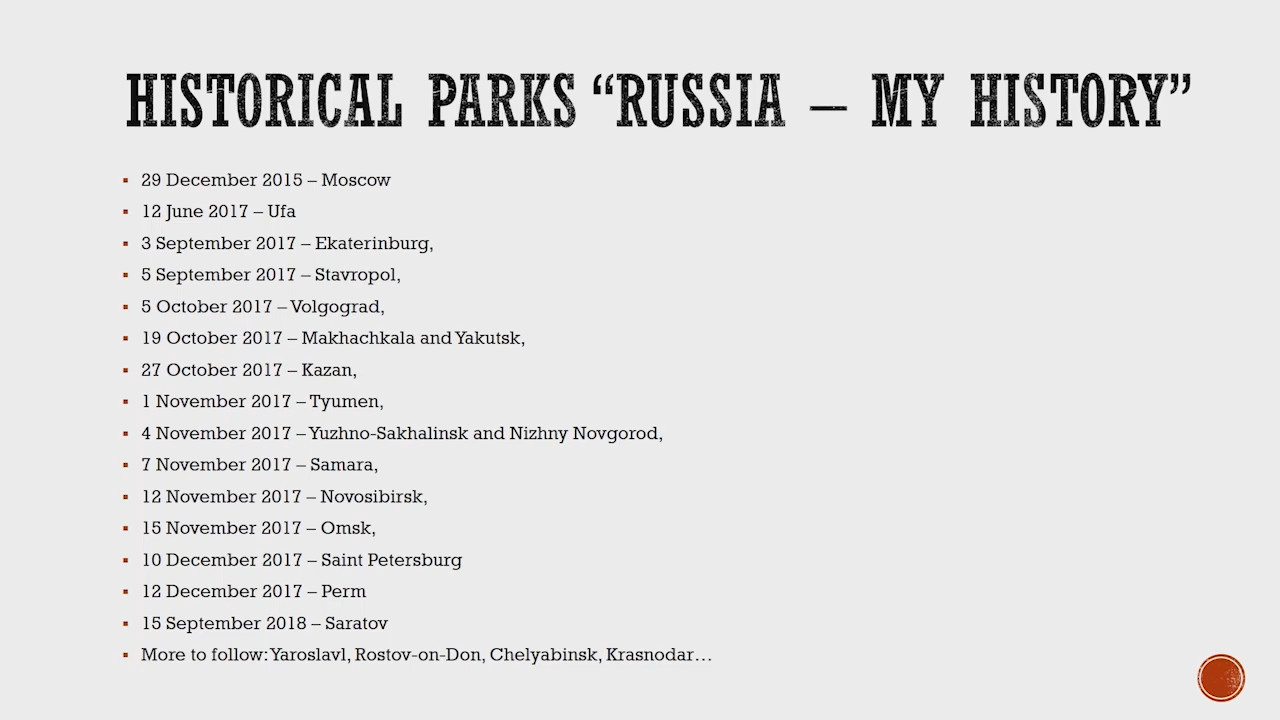 HISTORICAL PARKS “RUSSIA – MY HISTORY”
▪ 29 December 2015 – Moscow
▪ 12 June 2017 – Ufa
▪ 3 September 2017 – Ekaterinburg,
▪ 5 September 2017 – Stavropol,
▪ 5 October 2017 – Volgograd,
▪ 19 October 2017 – Makhachkala and Yakutsk,
▪ 27 October 2017 – Kazan,
▪ 1 November 2017 – Tyumen,
▪ 4 November 2017 – Yuzhno-Sakhalinsk and Nizhny Novgorod,
▪ 7 November 2017 – Samara,
▪ 12 November 2017 – Novosibirsk,
▪ 15 November 2017 – Omsk,
▪ 10 December 2017 – Saint Petersburg
▪ 12 December 2017 – Perm
▪ 15 September 2018 – Saratov
▪ More to follow: Yaroslavl, Rostov-on-Don, Chelyabinsk, Krasnodar…